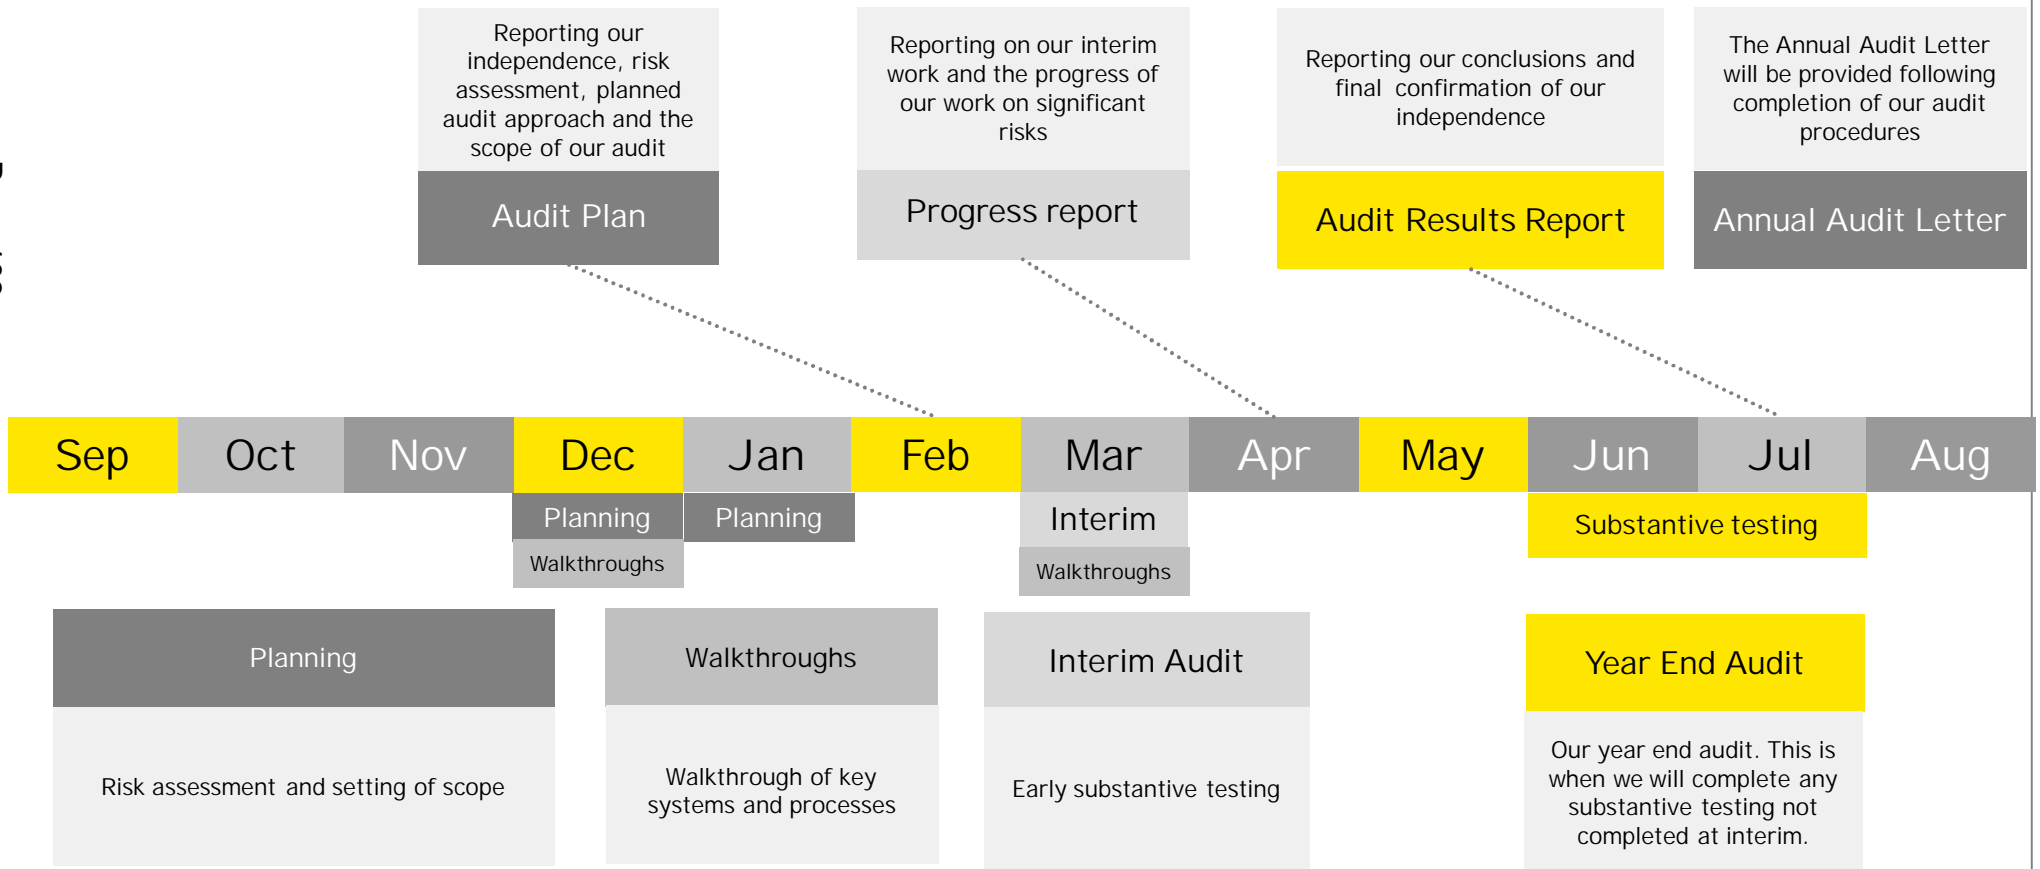 Reporting our
independence, risk
assessment, planned
audit approach and the
scope of our audit
Audit Plan
Reporting on our interim
work and the progress of
our work on significant
risks
Progress report
Reporting our conclusions and
final confirmation of our
independence
Audit Results Report
The Annual Audit Letter
will be provided following
completion of our audit
procedures
Annual Audit Letter
Sep Oct Nov Dec Jan Feb Mar Apr May Jun Jul Aug
Planning Planning Interim Substantive testing
Walkthroughs Walkthroughs
Planning
Risk assessment and setting of scope
Walkthroughs
Walkthrough of key
systems and processes
Interim Audit
Early substantive testing
Year End Audit
Our year end audit. This is
when we will complete any
substantive testing not
completed at interim.